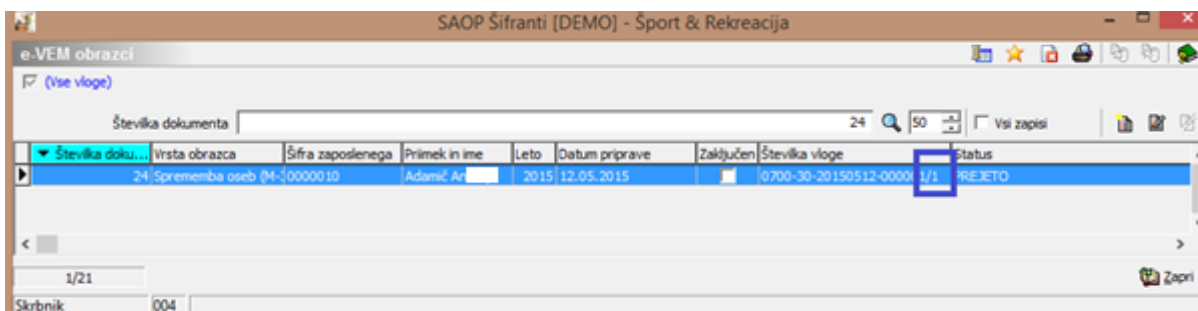 SAOP Šifranti [DEMO] - Šport & Rekreacija
e-VEM obrazci
(Vse vloge)
Številka dokumenta 24 50 Vsi zapisi
Številka doku... Vrsta obrazca Šifra zaposlenega Priimek in ime Leto Datum priprave Zaključen Številka vloge Status
24 Sprememba oseb (M- 0000010 Adamič An 2015 12.05.2015 0700-30-20150512-000001/1 PREJETO
1/21
Zapri
Skrbnik 004